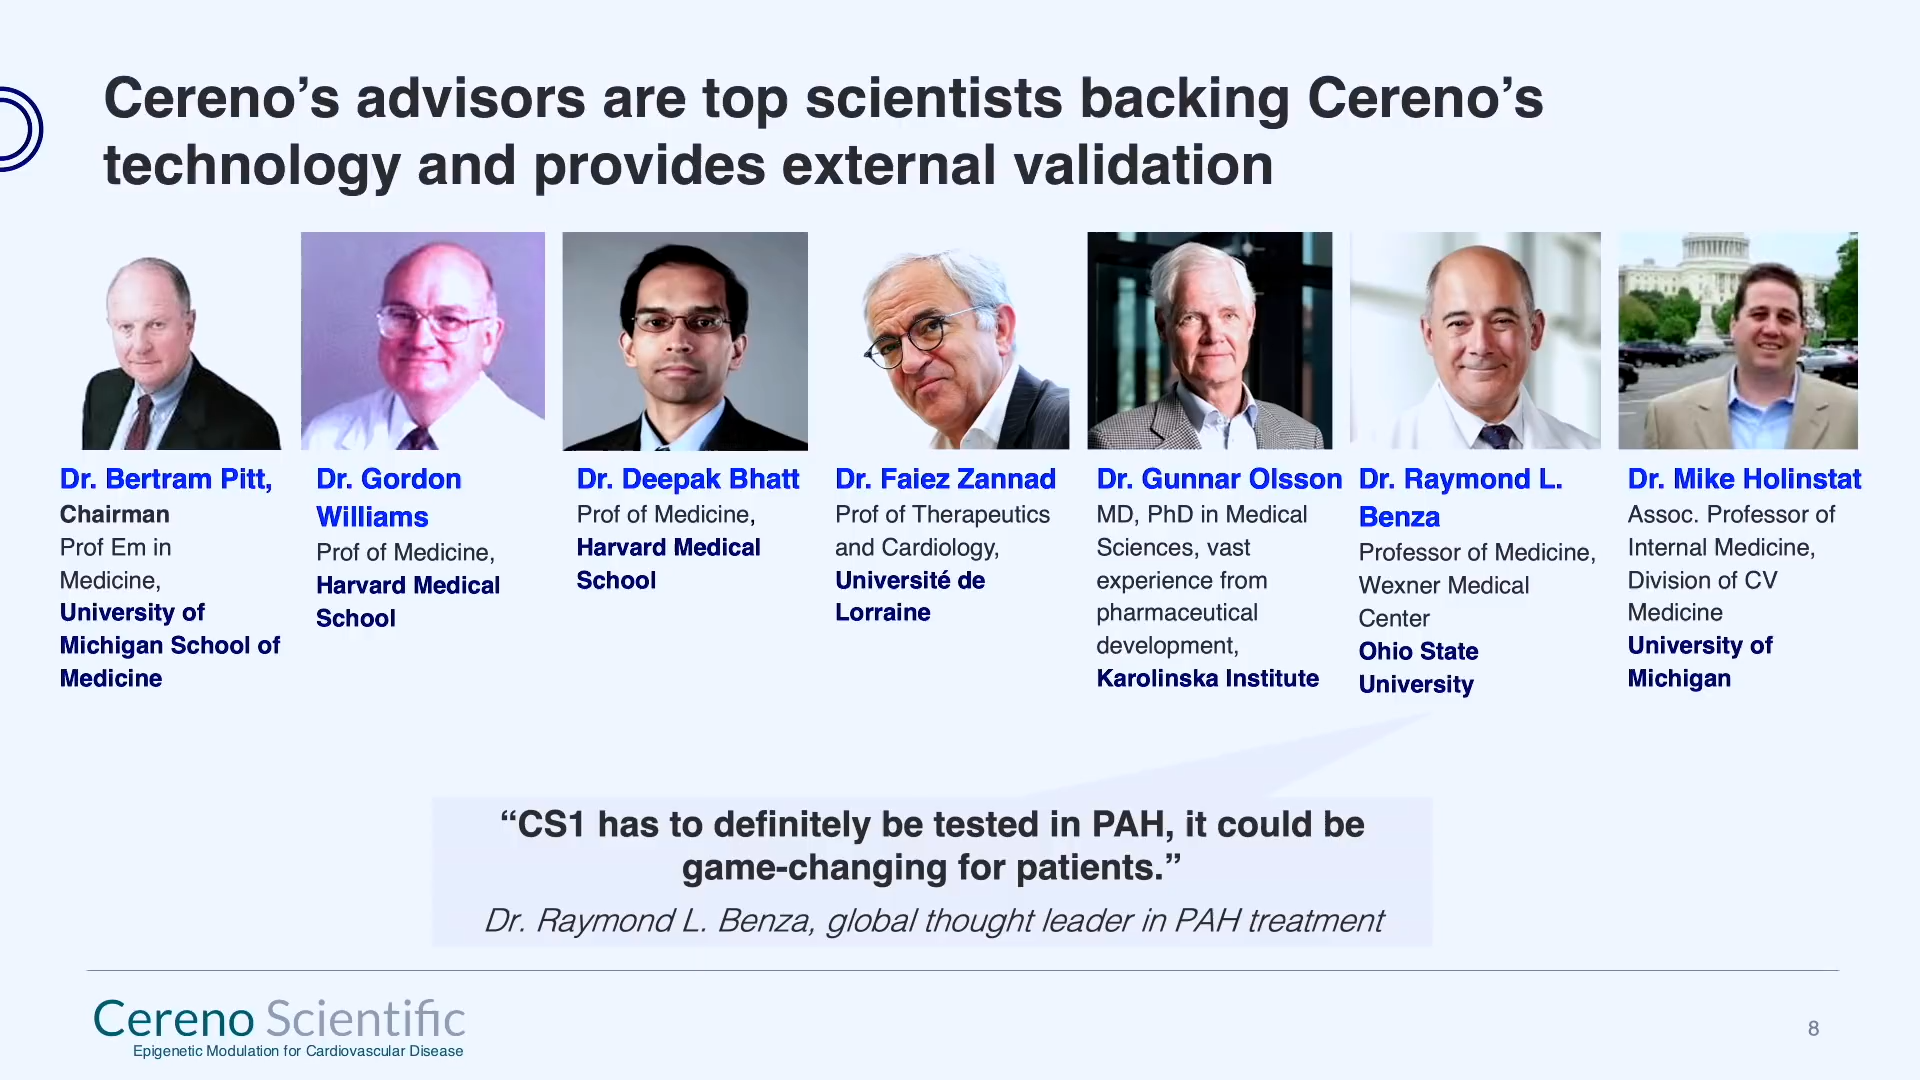 Cereno’s advisors are top scientists backing Cereno’s
technology and provides external validation
Dr. Bertram Pitt,
Chairman
Prof Em in
Medicine,
University of
Michigan School of
Medicine
Dr. Gordon
Williams
Prof of Medicine,
Harvard Medical
School
Dr. Deepak Bhatt
Prof of Medicine,
Harvard Medical
School
Dr. Faiez Zannad
Prof of Therapeutics
and Cardiology,
Université de
Lorraine
Dr. Gunnar Olsson
MD, PhD in Medical
Sciences, vast
experience from
pharmaceutical
development,
Karolinska Institute
Dr. Raymond L.
Benza
Professor of Medicine,
Wexner Medical
Center
Ohio State
University
Dr. Mike Holinstat
Assoc. Professor of
Internal Medicine,
Division of CV
Medicine
University of
Michigan
“CS1 has to definitely be tested in PAH, it could be
game-changing for patients.”
Dr. Raymond L. Benza, global thought leader in PAH treatment
Cereno Scientific
Epigenetic Modulation for Cardiovascular Disease
8